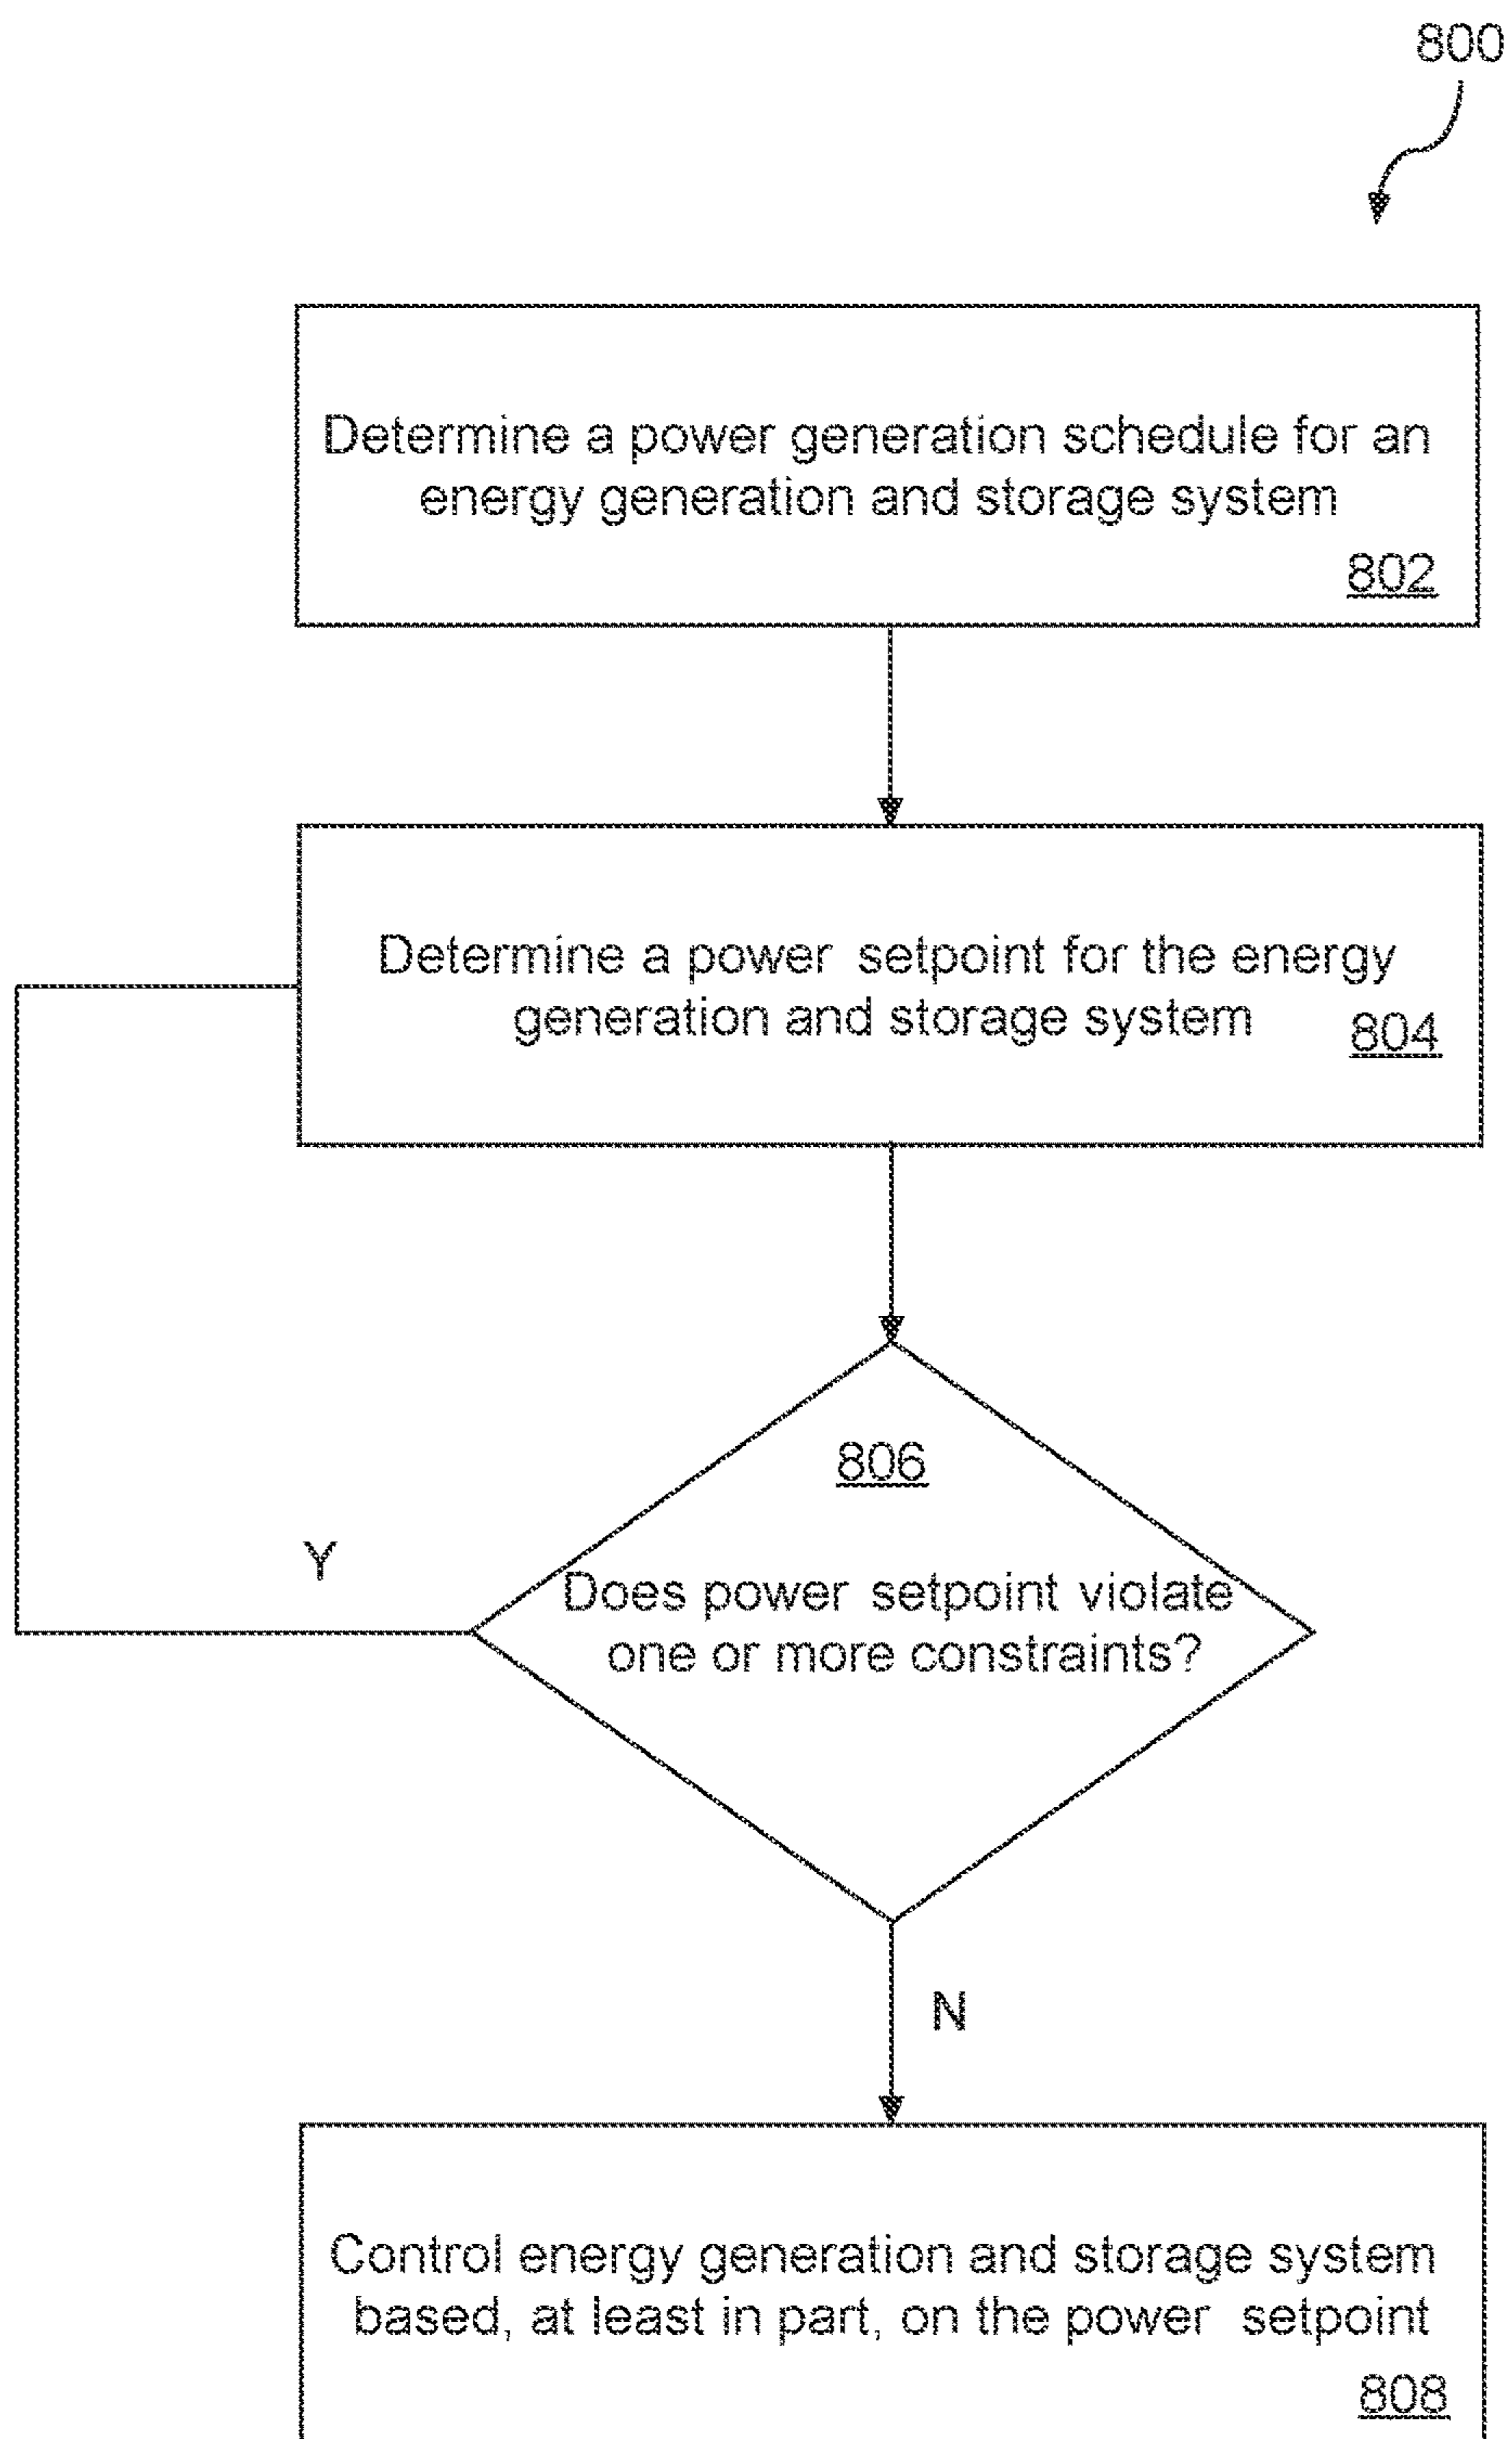 800
Determine a power generation schedule for an
energy generation and storage system
802
Determine a power setpoint for the energy
generation and storage system
804
806
Does power setpoint violate
one or more constraints?
Y
N
Control energy generation and storage system
based, at least in part, on the power setpoint
808